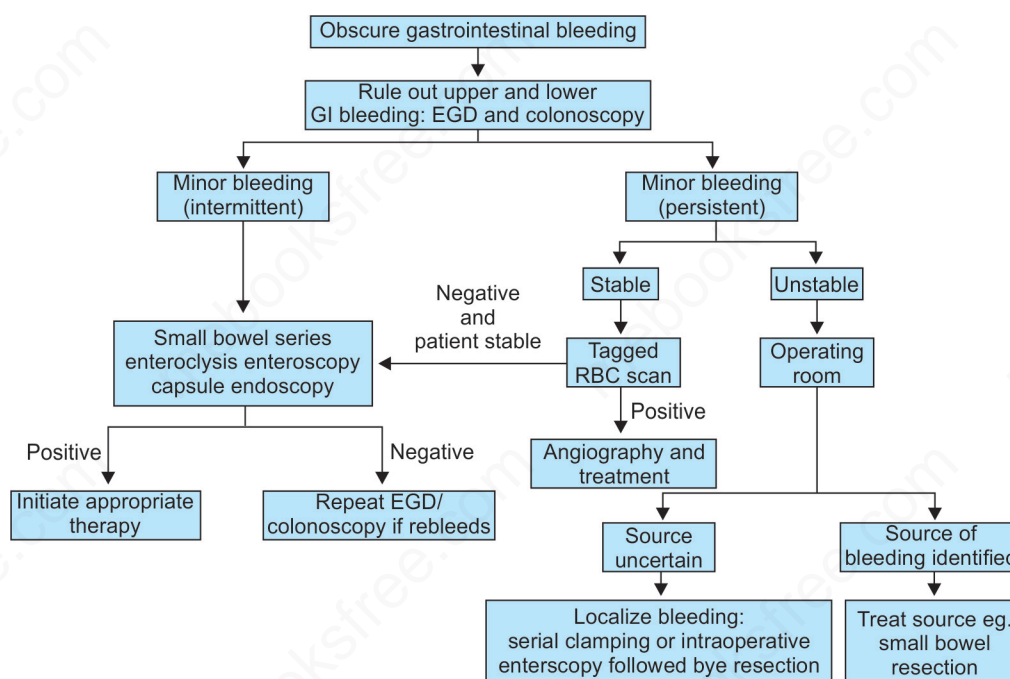 Obscure gastrointestinal bleeding
Rule out upper and lower
GI bleeding: EGD and colonoscopy
Minor bleeding
(intermittent)
Minor bleeding
(persistent)
Stable
Unstable
Negative
and
patient stable
Small bowel series
enteroclysis enteroscopy
capsule endoscopy
Tagged
RBC scan
Operating
room
Positive
Angiography and
treatment
Positive
Negative
Initiate appropriate
therapy
Repeat EGD/
colonoscopy if rebleeds
Source
uncertain
Source of
bleeding identified
Localize bleeding:
serial clamping or intraoperative
enterscopy followed bye resection
Treat source eg.
small bowel
resection